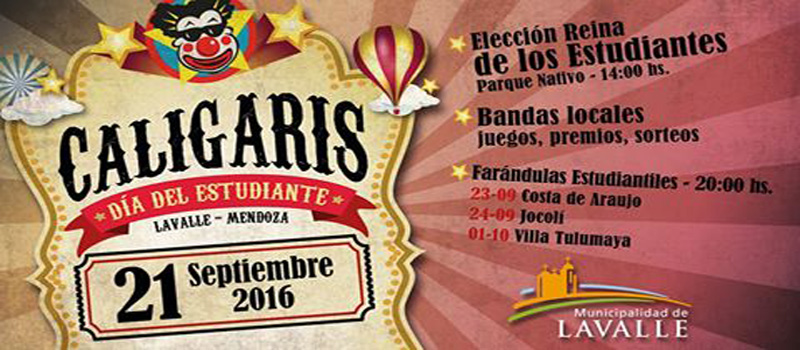 CALIGARIS
DÍA DEL ESTUDIANTE
LAVALLE - MENDOZA
21 Septiembre
2016
Elección Reina
de los Estudiantes
Parque Nativo - 14:00 hs.
Bandas locales
Juegos, premios, sorteos
Farándulas Estudiantiles - 20:00 hs.
23-09 Costa de Araujo
24-09 Jocolí
01-10 Villa Tulumaya
Municipalidad de
LAVALLE